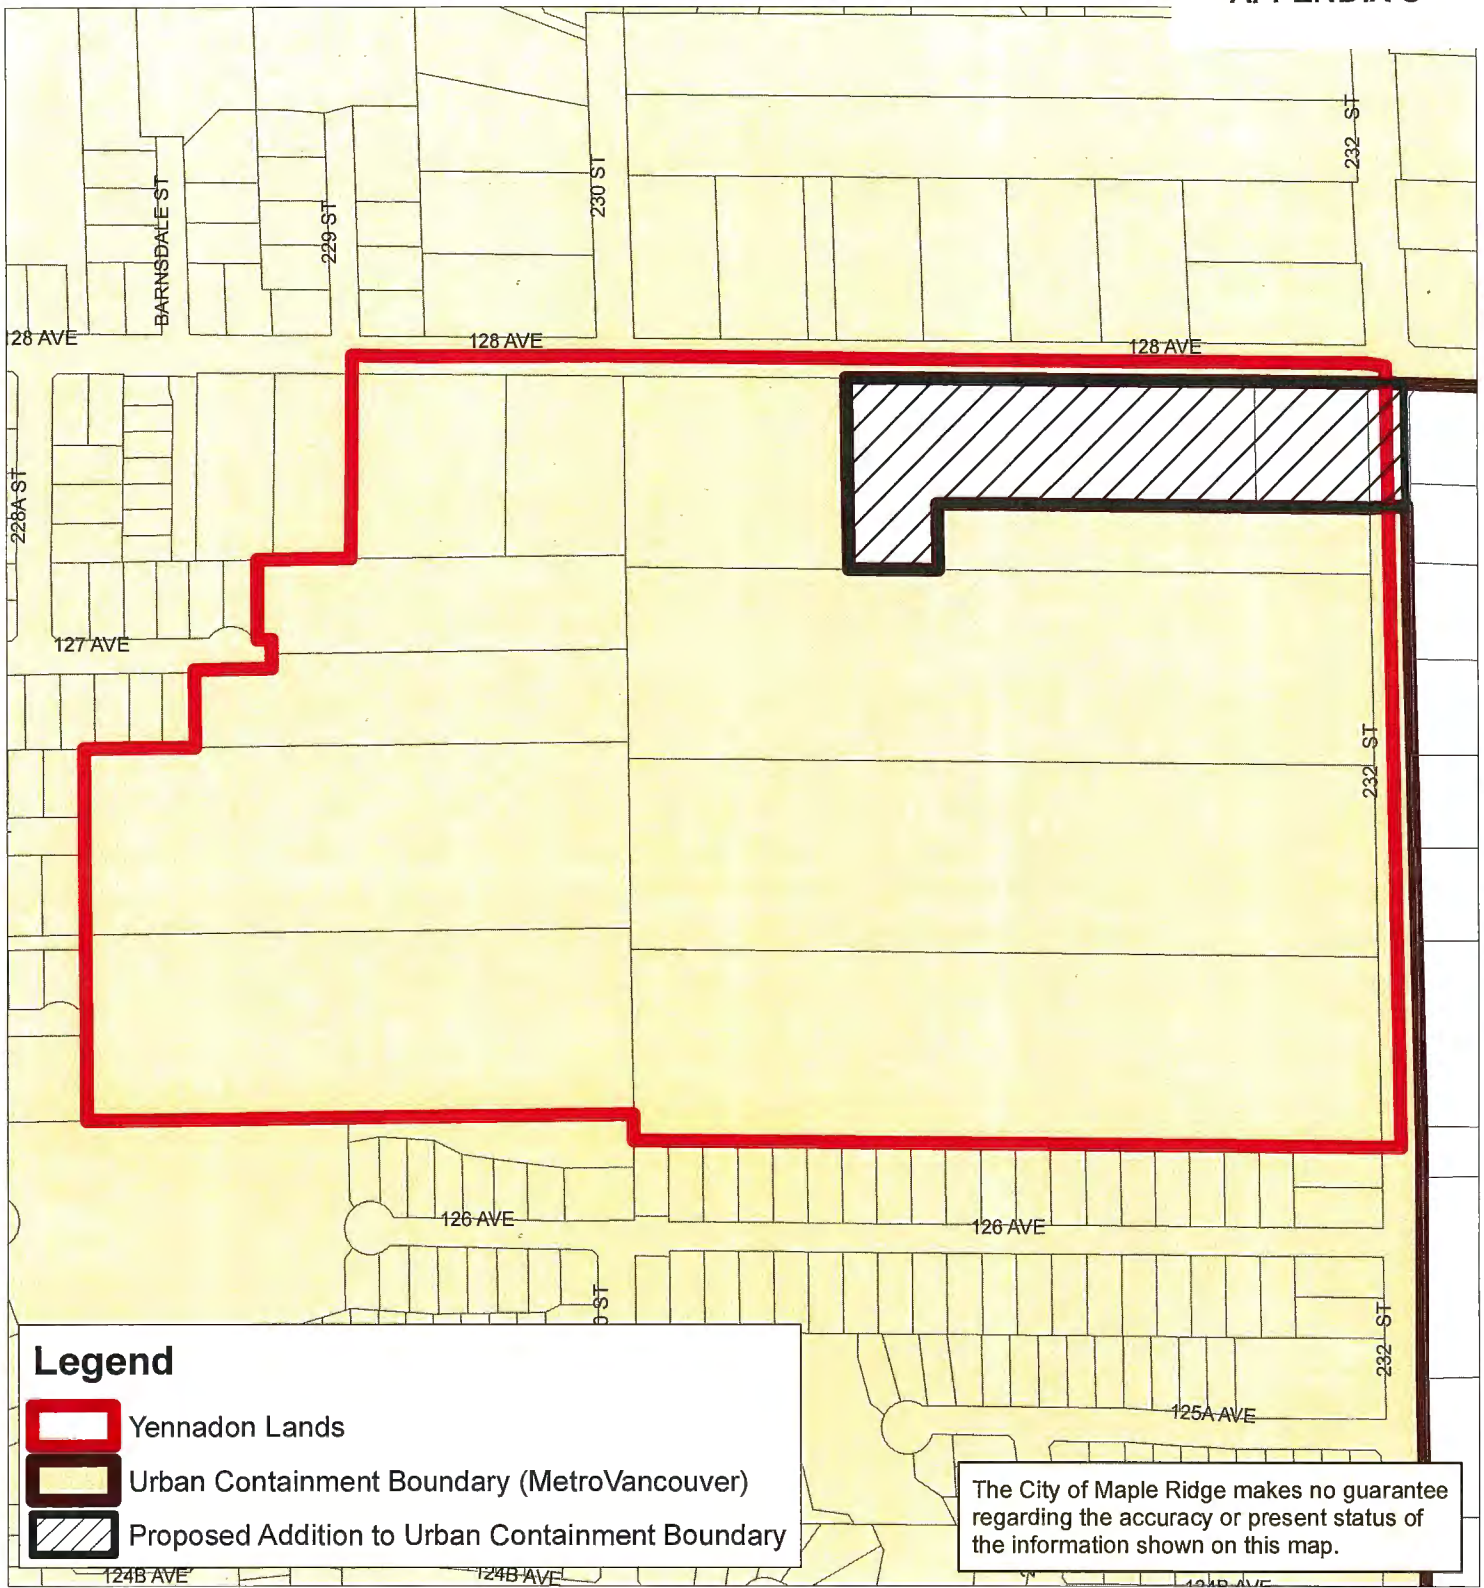 232 ST
230 ST
BARNSDALE ST
229 ST
28 AVE
128 AVE
128 AVE
228A ST
127 AVE
232 ST
126 AVE
126 AVE
ST
232 ST
125A AVE
Legend
Yennadon Lands
Urban Containment Boundary (MetroVancouver)
Proposed Addition to Urban Containment Boundary
The City of Maple Ridge makes no guarantee
regarding the accuracy or present status of
the information shown on this map.
124B AVE
124B AVE